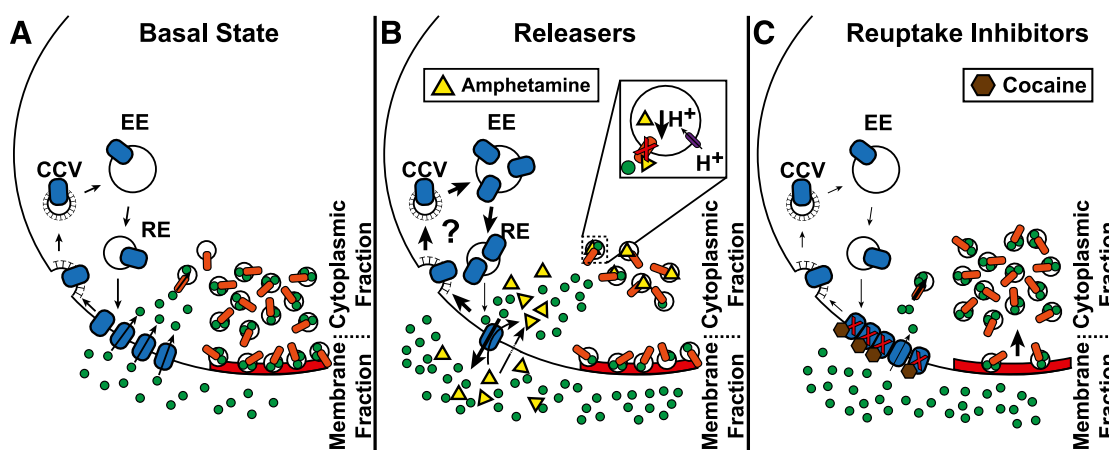 A
Basal State
EE
CCV
RE
Cytoplasmic
Fraction
Membrane
Fraction
B
Releasers
Amphetamine
EE
CCV
?
RE
H+
H+
Cytoplasmic
Fraction
Membrane
Fraction
C
Reuptake Inhibitors
Cocaine
EE
CCV
RE
Cytoplasmic
Fraction
Membrane
Fraction